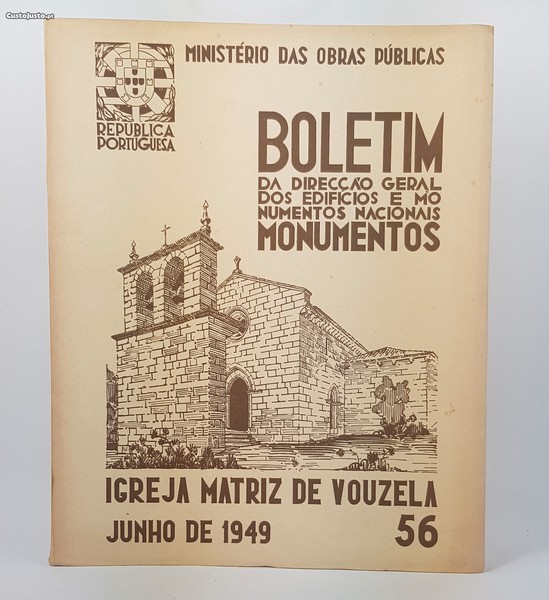 CustoJusto.pt
MINISTÉRIO DAS OBRAS PÚBLICAS
REPUBLICA
PORTUGUESA
BOLETIM
DA DIRECÇÃO GERAL
DOS EDIFÍCIOS E MO
NUMENTOS NACIONAIS
MONUMENTOS
IGREJA MATRIZ DE VOUZELA
JUNHO DE 1949 56